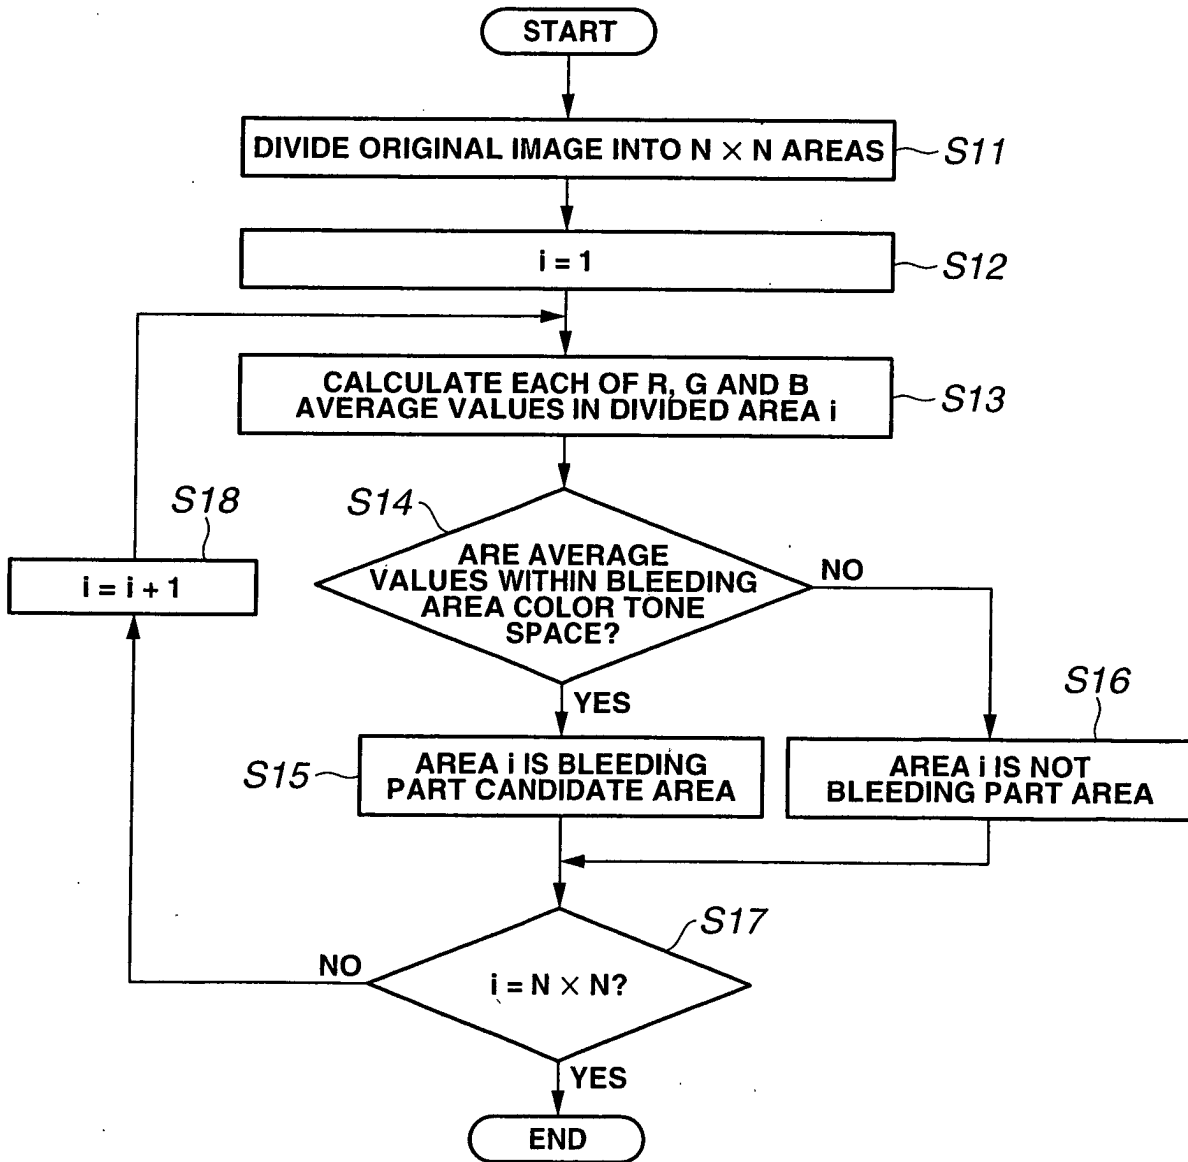 START
DIVIDE ORIGINAL IMAGE INTO N × N AREAS
S11
i = 1
S12
CALCULATE EACH OF R, G AND B
AVERAGE VALUES IN DIVIDED AREA i
S13
S18
i = i + 1
S14
ARE AVERAGE
VALUES WITHIN BLEEDING
AREA COLOR TONE
SPACE?
NO
YES
S15
AREA i IS BLEEDING
PART CANDIDATE AREA
S16
AREA i IS NOT
BLEEDING PART AREA
S17
i = N × N?
NO
YES
END